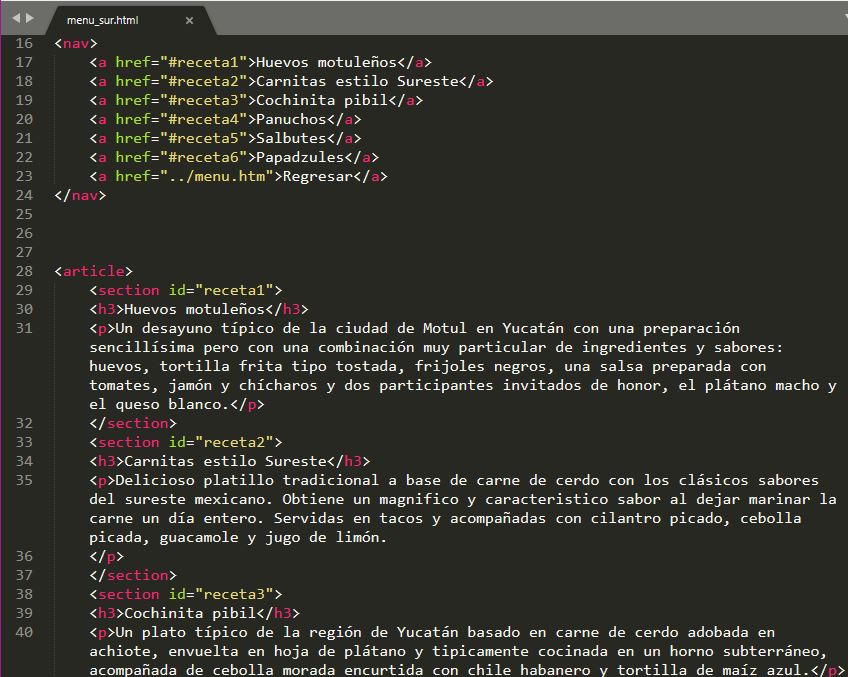 menu_sur.html ×
16 <nav>
17 <a href="#receta1">Huevos motuleños</a>
18 <a href="#receta2">Carnitas estilo Sureste</a>
19 <a href="#receta3">Cochinita pibil</a>
20 <a href="#receta4">Panuchos</a>
21 <a href="#receta5">Salbutes</a>
22 <a href="#receta6">Papadzules</a>
23 <a href="../menu.htm">Regresar</a>
24 </nav>
25
26
27
28 <article>
29 <section id="receta1">
30 <h3>Huevos motuleños</h3>
31 <p>Un desayuno típico de la ciudad de Motul en Yucatán con una preparación
sencillísima pero con una combinación muy particular de ingredientes y sabores:
huevos, tortilla frita tipo tostada, frijoles negros, una salsa preparada con
tomates, jamón y chícharos y dos participantes invitados de honor, el plátano macho y
el queso blanco.</p>
32 </section>
33 <section id="receta2">
34 <h3>Carnitas estilo Sureste</h3>
35 <p>Delicioso platillo tradicional a base de carne de cerdo con los clásicos sabores
del sureste mexicano. Obtiene un magnifico y caracteristico sabor al dejar marinar la
carne un día entero. Servidas en tacos y acompañadas con cilantro picado, cebolla
picada, guacamole y jugo de limón.
36 </p>
37 </section>
38 <section id="receta3">
39 <h3>Cochinita pibil</h3>
40 <p>Un plato típico de la región de Yucatán basado en carne de cerdo adobada en
achiote, envuelta en hoja de plátano y tipicamente cocinada en un horno subterráneo,
acompañada de cebolla morada encurtida con chile habanero y tortilla de maíz azul.</p>